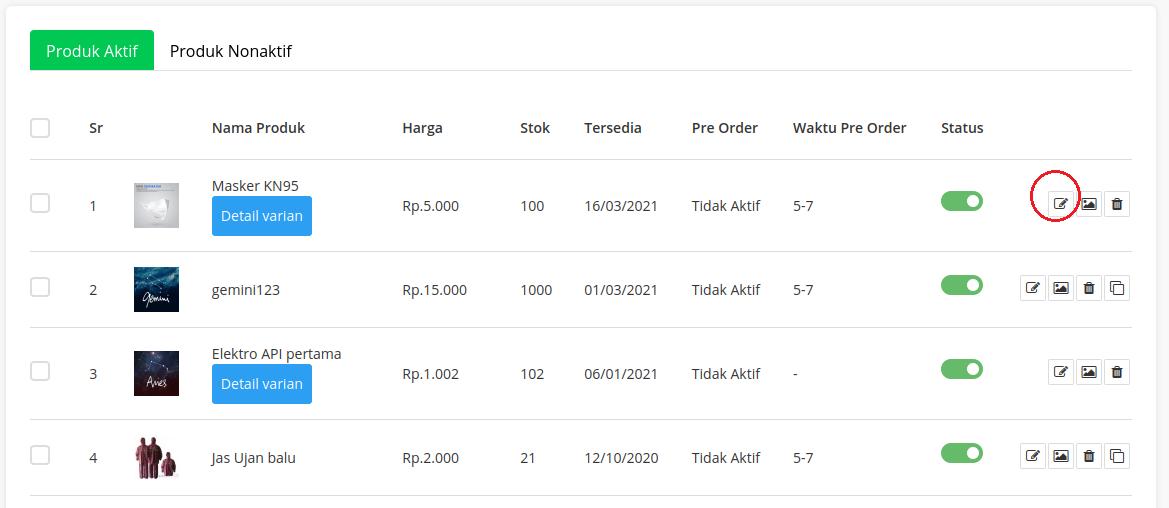 Produk Aktif Produk Nonaktif
Sr Nama Produk Harga Stok Tersedia Pre Order Waktu Pre Order Status
1 Masker KN95 Rp.5.000 100 16/03/2021 Tidak Aktif 5-7
Detail varian
2 gemini gemini123 Rp.15.000 1000 01/03/2021 Tidak Aktif 5-7
3 Aries Elektro API pertama Rp.1.002 102 06/01/2021 Tidak Aktif -
Detail varian
4 Jas Ujan balu Rp.2.000 21 12/10/2020 Tidak Aktif 5-7